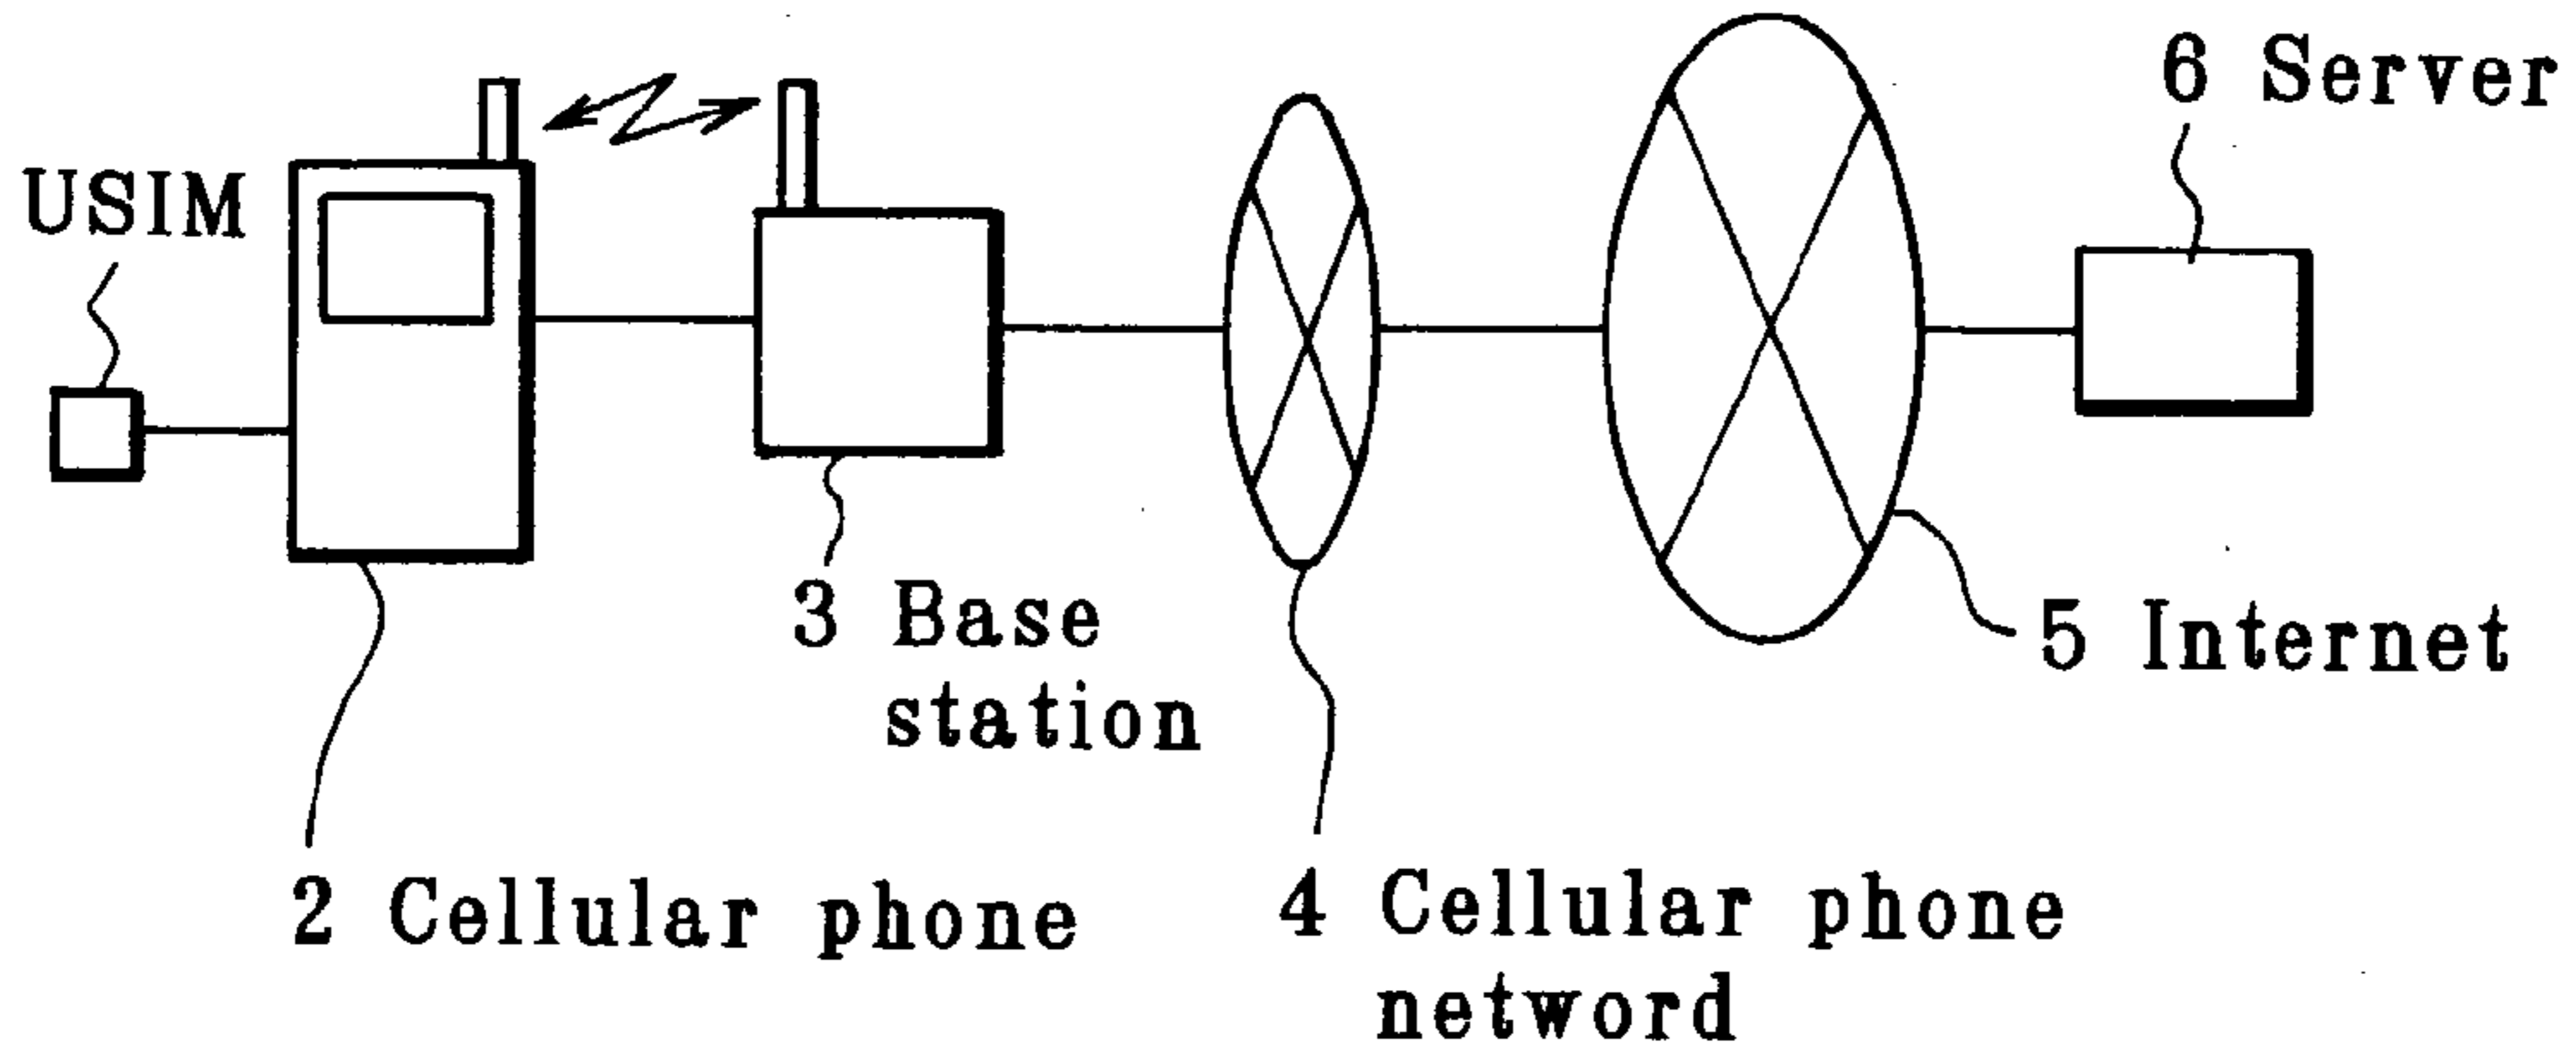 6 Server
USIM
3 Base
station
5 Internet
2 Cellular phone
4 Cellular phone
netword